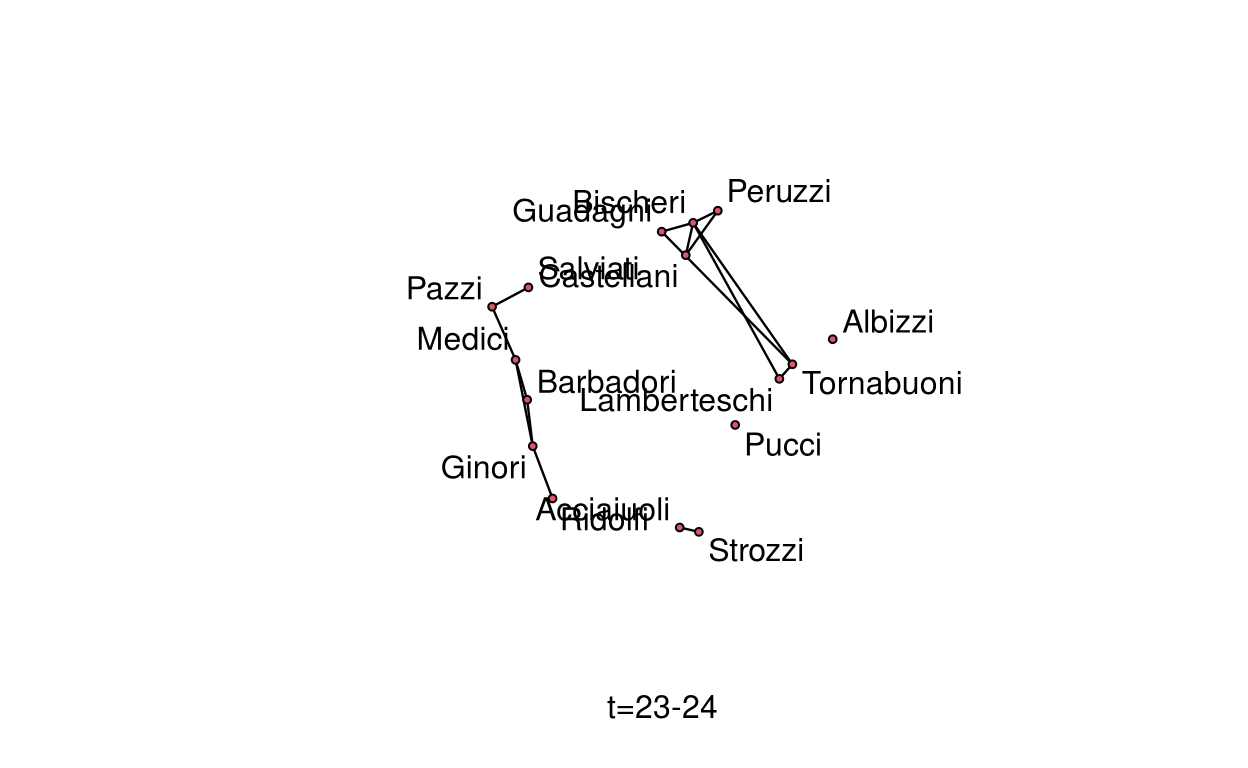 Peruzzi
Bischeri
Guadagni
Salviati
Castellani
Pazzi
Albizzi
Medici
Barbadori
Tornabuoni
Lamberteschi
Pucci
Ginori
Acciaiuoli
Ridolfi
Strozzi
t=23-24